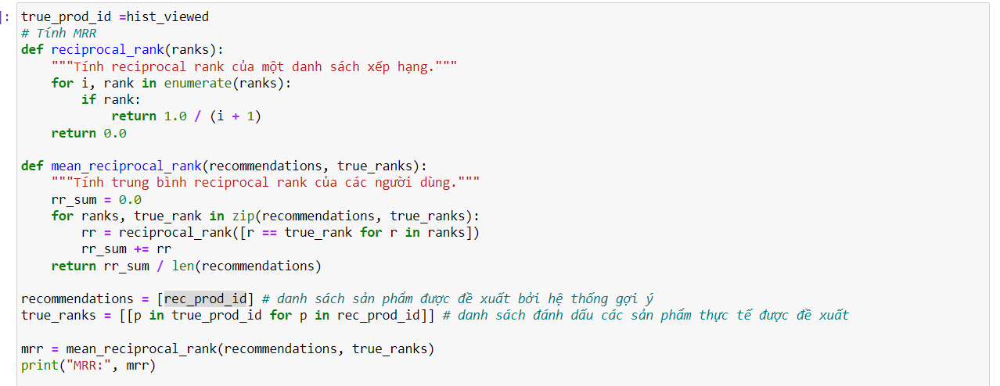 ]:
true_prod_id =hist_viewed
# Tính MRR
def reciprocal_rank(ranks):
    """Tính reciprocal rank của một danh sách xếp hạng."""
    for i, rank in enumerate(ranks):
        if rank:
            return 1.0 / (i + 1)
    return 0.0

def mean_reciprocal_rank(recommendations, true_ranks):
    """Tính trung bình reciprocal rank của các người dùng."""
    rr_sum = 0.0
    for ranks, true_rank in zip(recommendations, true_ranks):
        rr = reciprocal_rank([r == true_rank for r in ranks])
        rr_sum += rr
    return rr_sum / len(recommendations)

recommendations = [rec_prod_id] # danh sách sản phẩm được đề xuất bởi hệ thống gợi ý
true_ranks = [[p in true_prod_id for p in rec_prod_id]] # danh sách đánh dấu các sản phẩm thực tế được đề xuất

mrr = mean_reciprocal_rank(recommendations, true_ranks)
print("MRR:", mrr)